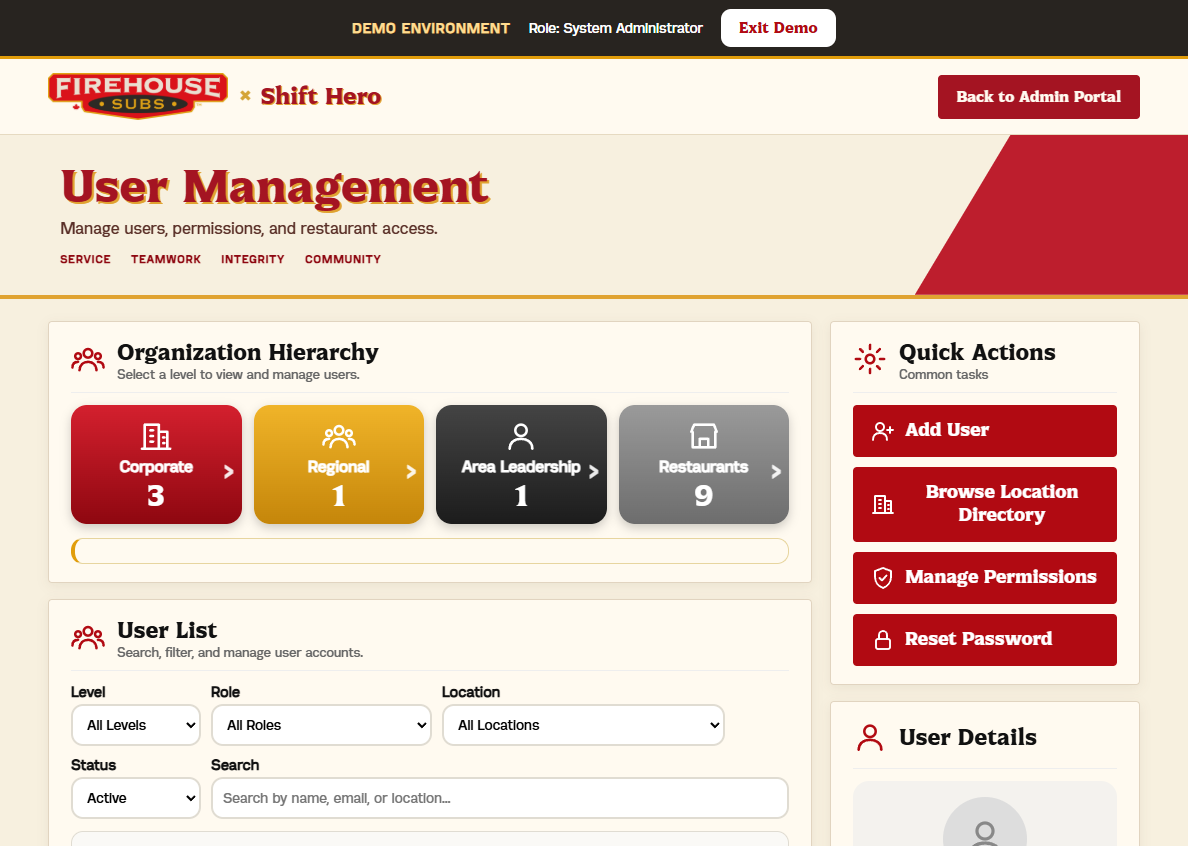 DEMO ENVIRONMENT Role: System Administrator Exit Demo
FIREHOUSE
SUBS
× Shift Hero
Back to Admin Portal
User Management
Manage users, permissions, and restaurant access.
SERVICE TEAMWORK INTEGRITY COMMUNITY
Organization Hierarchy
Select a level to view and manage users.
Corporate
3
Regional
1
Area Leadership
1
Restaurants
9
User List
Search, filter, and manage user accounts.
Level Role Location
All Levels All Roles All Locations
Status Search
Active Search by name, email, or location...
Quick Actions
Common tasks
Add User
Browse Location
Directory
Manage Permissions
Reset Password
User Details